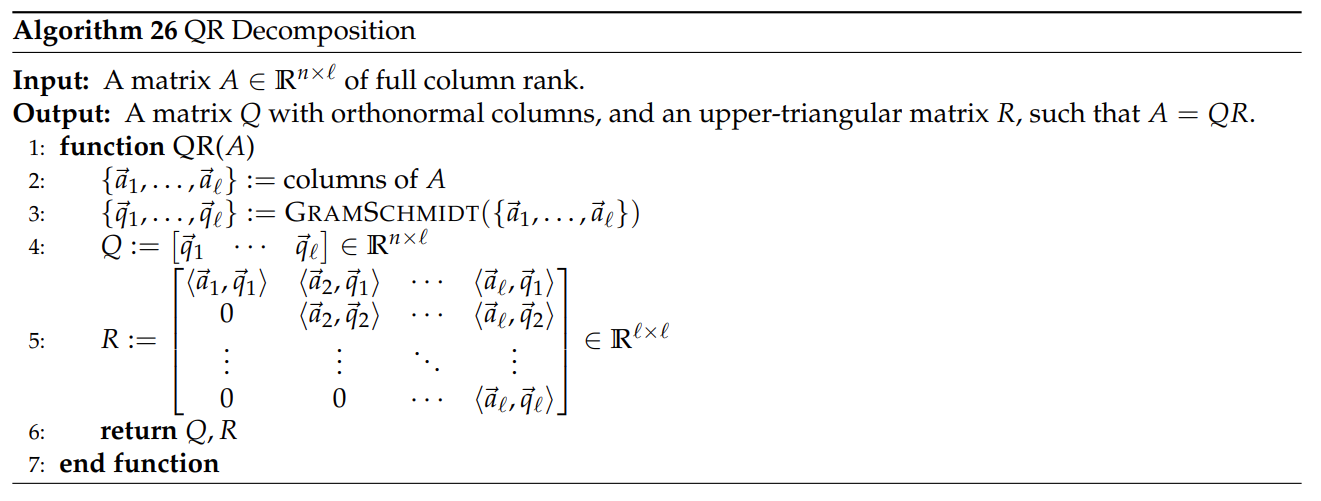 Algorithm 26 QR Decomposition
Input: A matrix $A \in \mathbb{R}^{n \times \ell}$ of full column rank.
Output: A matrix $Q$ with orthonormal columns, and an upper-triangular matrix $R$, such that $A = QR$.
1: function QR($A$)
2: $\{\vec{a}_1, \ldots, \vec{a}_\ell\} :=$ columns of $A$
3: $\{\vec{q}_1, \ldots, \vec{q}_\ell\} :=$ GRAMSCHMIDT($\{\vec{a}_1, \ldots, \vec{a}_\ell\}$)
4: $Q := \begin{bmatrix} \vec{q}_1 & \cdots & \vec{q}_\ell \end{bmatrix} \in \mathbb{R}^{n \times \ell}$
5: $R := \begin{bmatrix} \langle \vec{a}_1, \vec{q}_1 \rangle & \langle \vec{a}_2, \vec{q}_1 \rangle & \cdots & \langle \vec{a}_\ell, \vec{q}_1 \rangle \\ 0 & \langle \vec{a}_2, \vec{q}_2 \rangle & \cdots & \langle \vec{a}_\ell, \vec{q}_2 \rangle \\ \vdots & \vdots & \ddots & \vdots \\ 0 & 0 & \cdots & \langle \vec{a}_\ell, \vec{q}_\ell \rangle \end{bmatrix} \in \mathbb{R}^{\ell \times \ell}$
6: return $Q, R$
7: end function